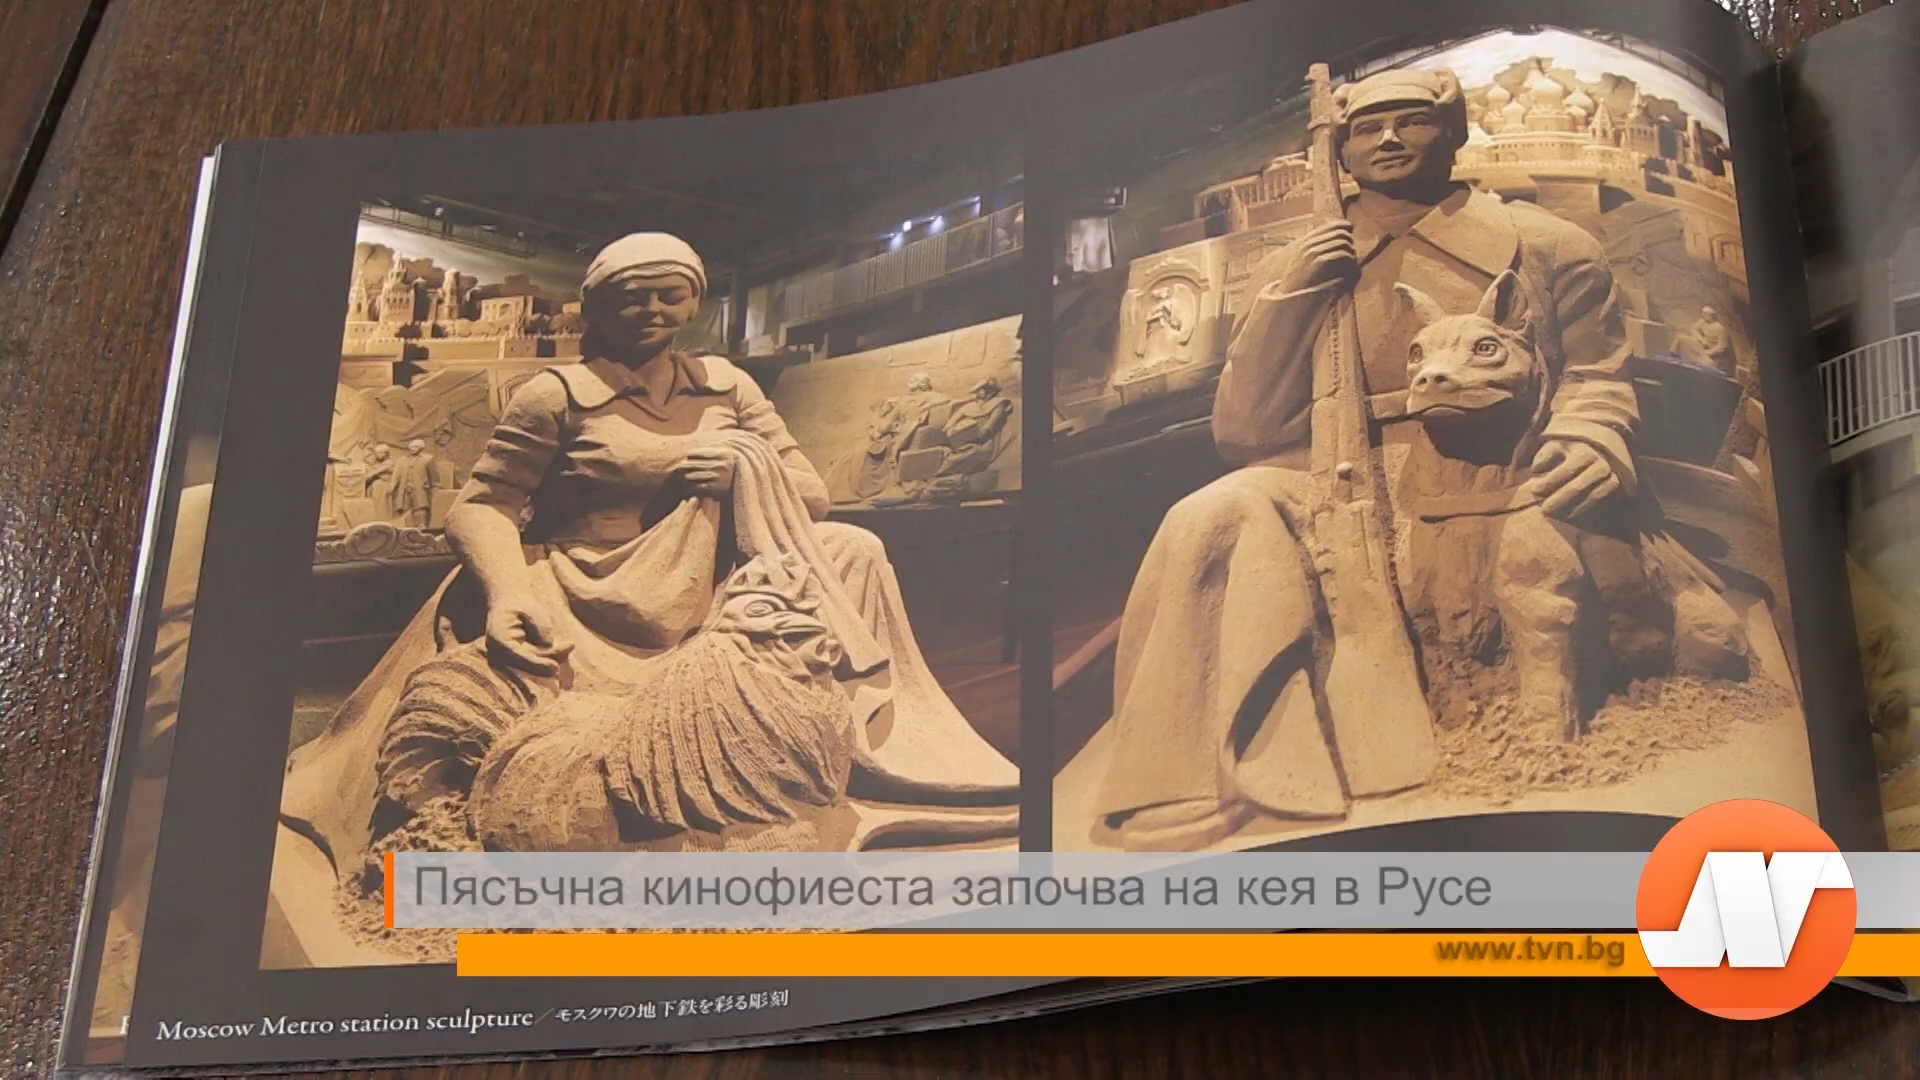 Пясъчна кинофиеста започва на кея в Русе
www.tvn.bg
Moscow Metro station sculpture／モスクワの地下鉄を彩る彫刻